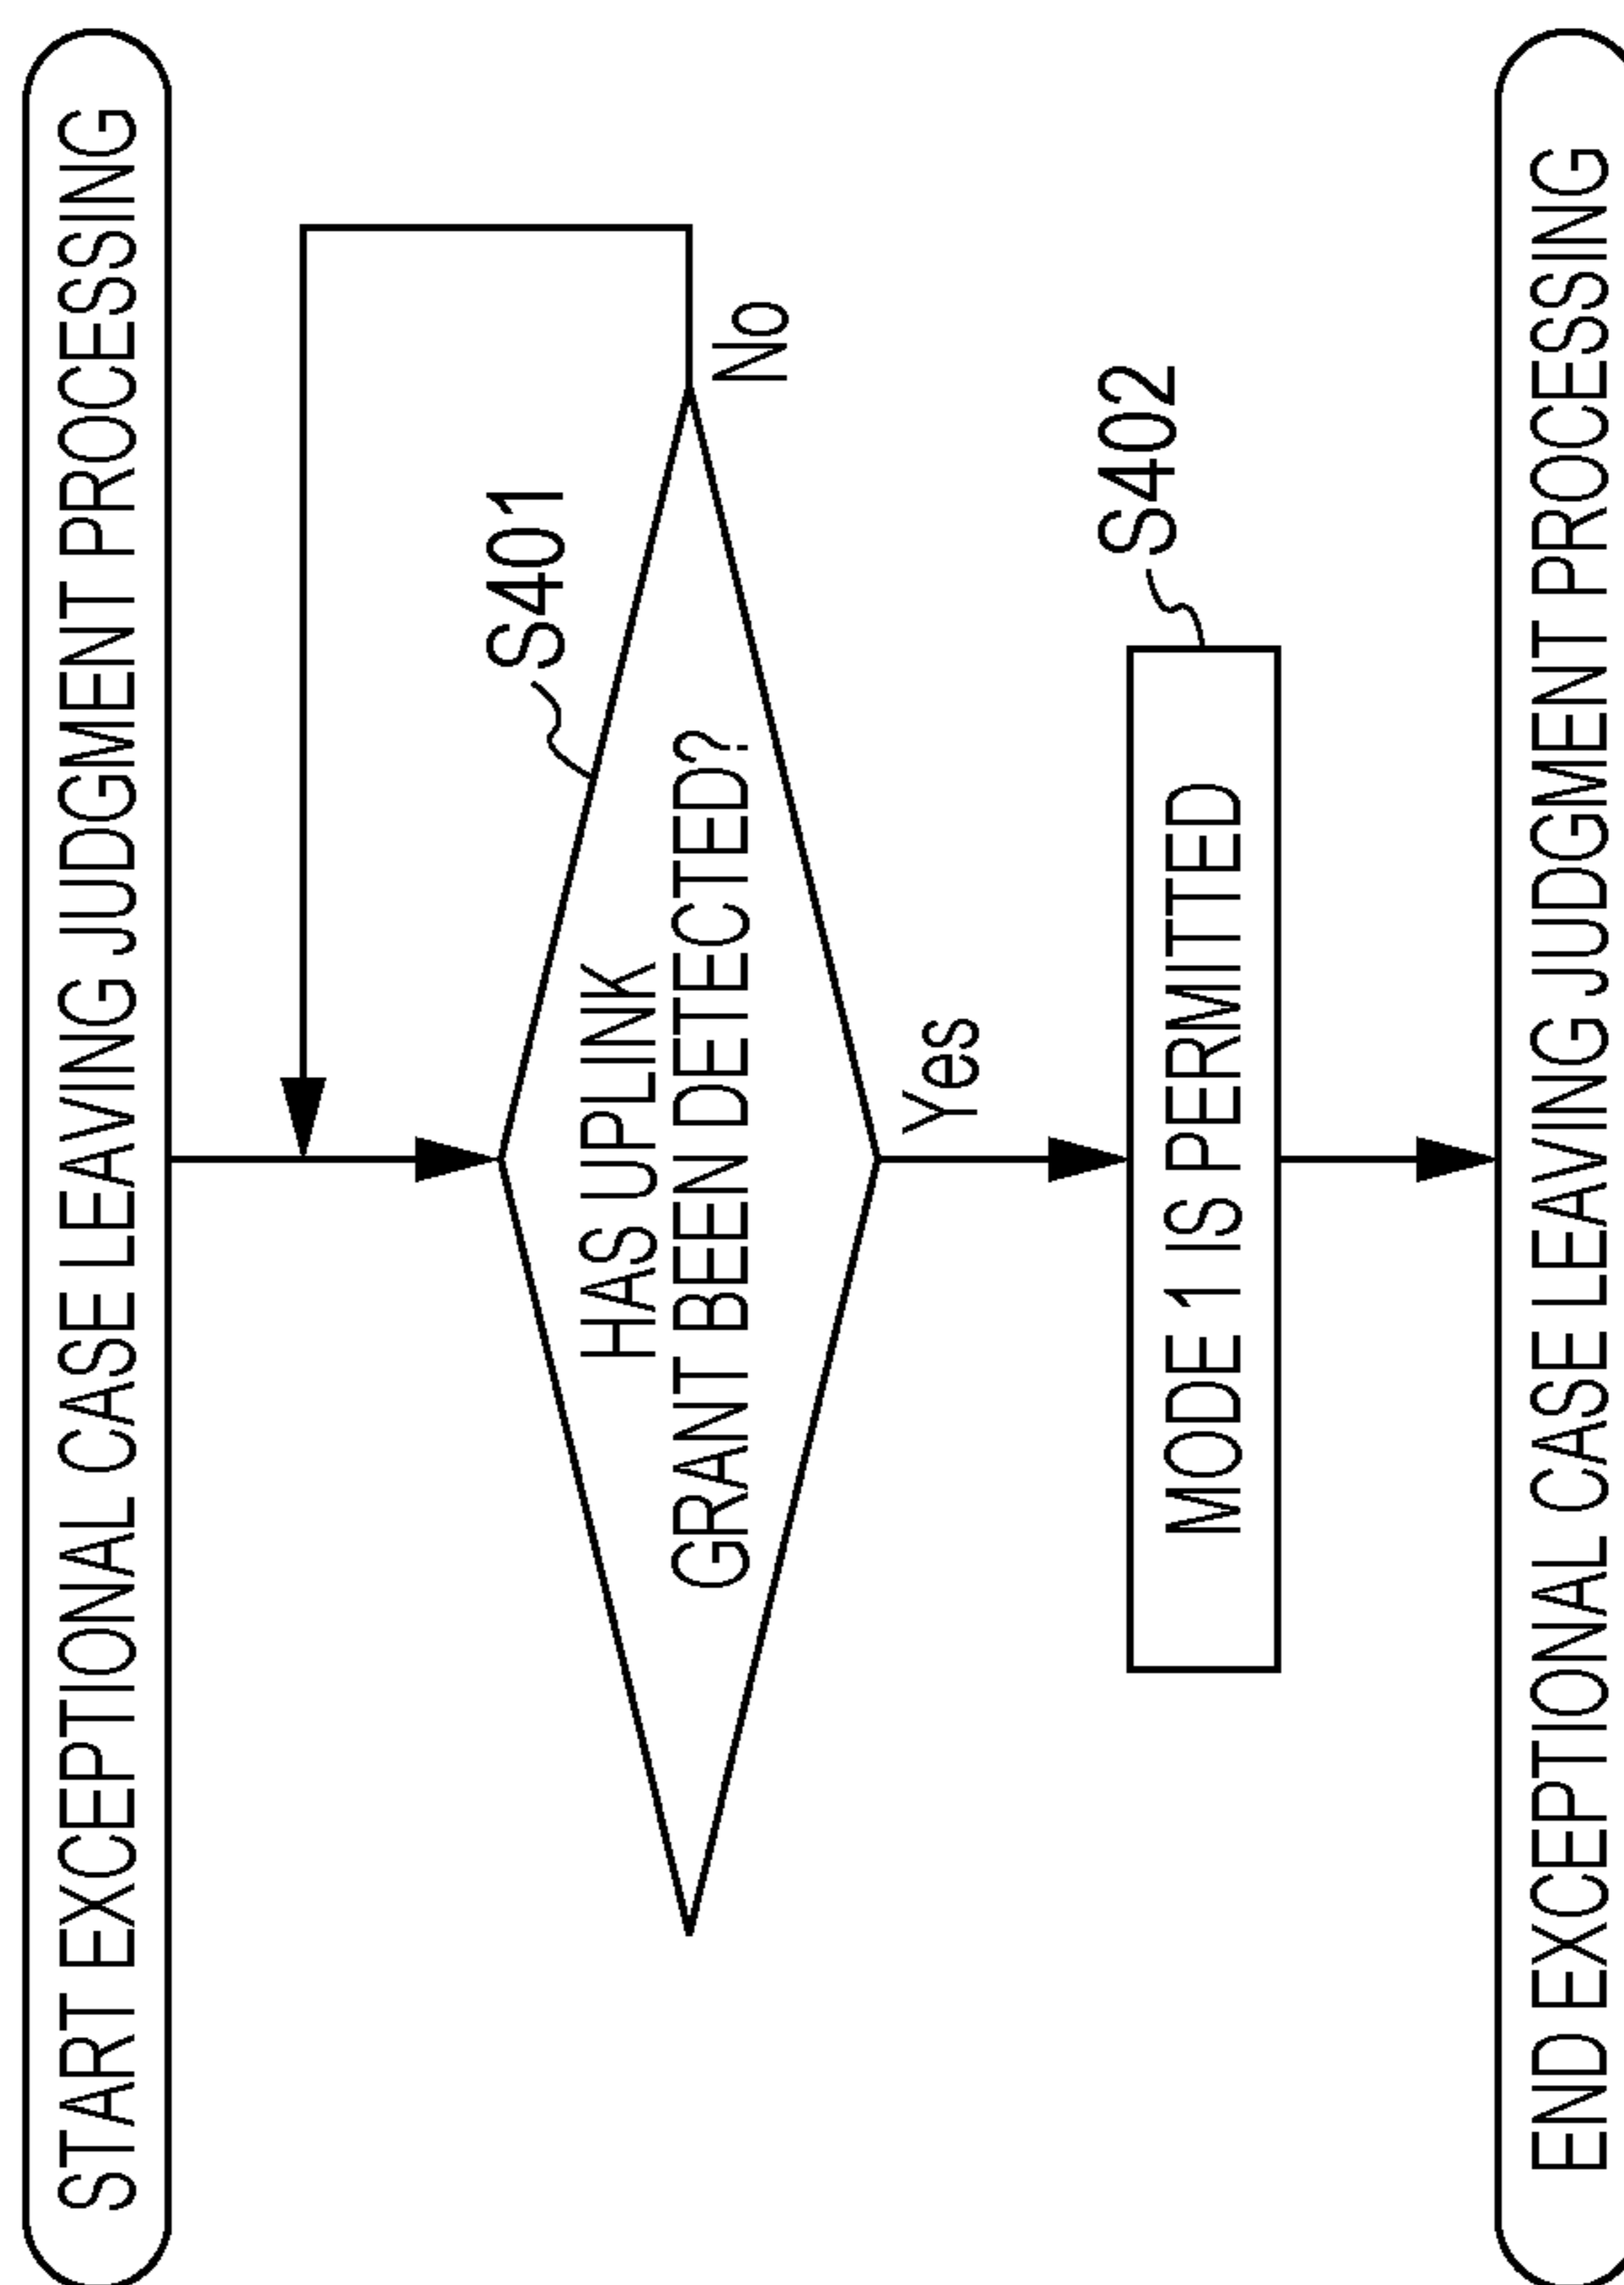 START EXCEPTIONAL CASE LEAVING JUDGMENT PROCESSING
S401
HAS UPLINK
GRANT BEEN DETECTED?
No
Yes
S402
MODE 1 IS PERMITTED
END EXCEPTIONAL CASE LEAVING JUDGMENT PROCESSING